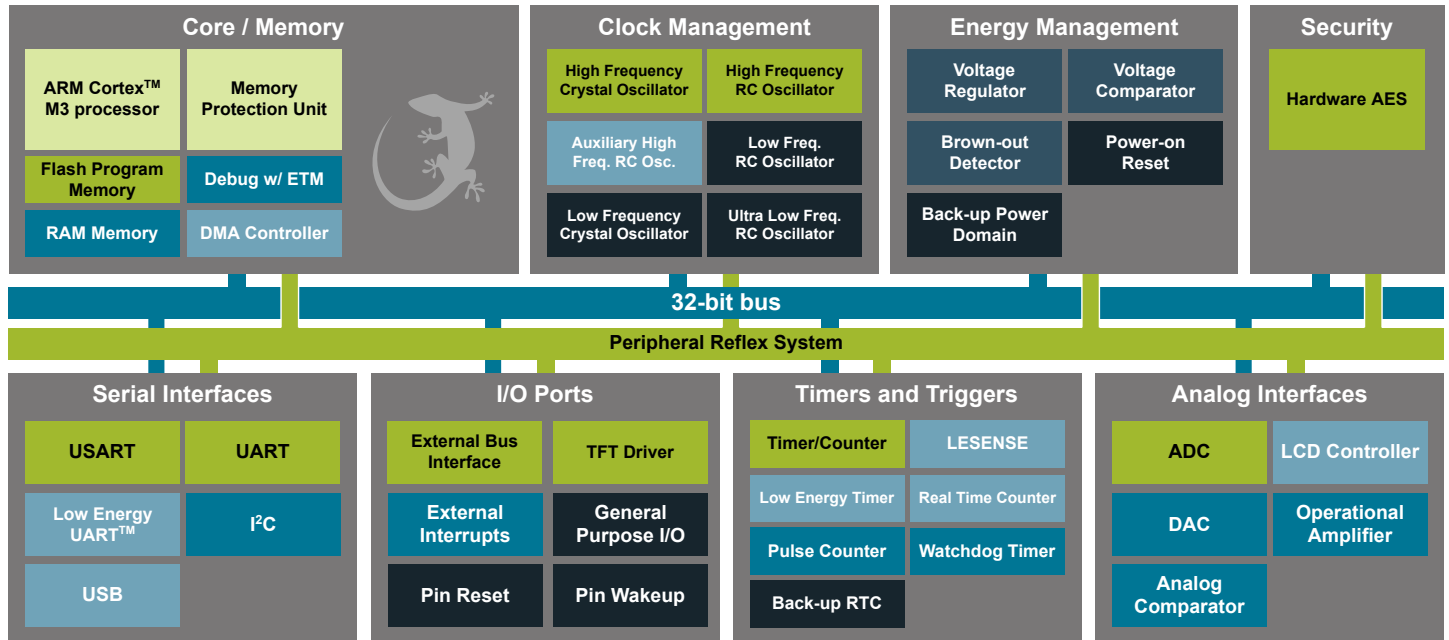 Core / Memory
ARM Cortex™
M3 processor
Memory
Protection Unit
Flash Program
Memory
Debug w/ ETM
RAM Memory
DMA Controller
Clock Management
High Frequency
Crystal Oscillator
High Frequency
RC Oscillator
Auxiliary High
Freq. RC Osc.
Low Freq.
RC Oscillator
Low Frequency
Crystal Oscillator
Ultra Low Freq.
RC Oscillator
Energy Management
Voltage
Regulator
Voltage
Comparator
Brown-out
Detector
Power-on
Reset
Back-up Power
Domain
Security
Hardware AES
32-bit bus
Peripheral Reflex System
Serial Interfaces
USART
UART
Low Energy
UART™
I²C
USB
I/O Ports
External Bus
Interface
TFT Driver
External
Interrupts
General
Purpose I/O
Pin Reset
Pin Wakeup
Timers and Triggers
Timer/Counter
LESENSE
Low Energy Timer
Real Time Counter
Pulse Counter
Watchdog Timer
Back-up RTC
Analog Interfaces
ADC
LCD Controller
DAC
Operational
Amplifier
Analog
Comparator